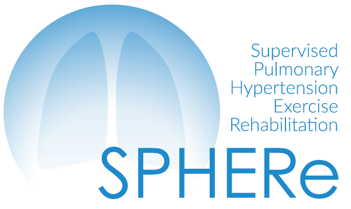 Supervised
Pulmonary
Hypertension
Exercise
Rehabilitation
SPHERe